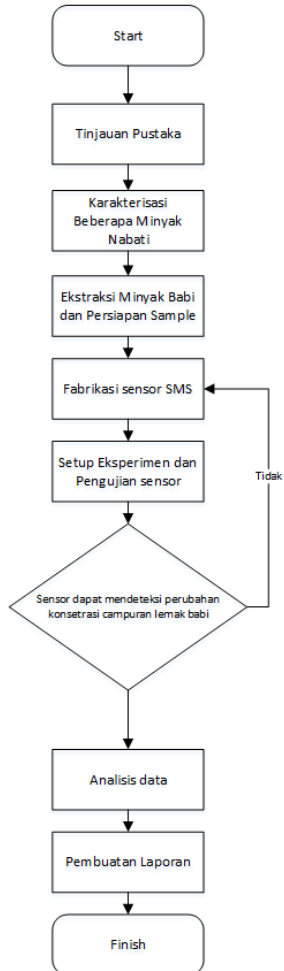 Start
Tinjauan Pustaka
Karakterisasi
Beberapa Minyak
Nabati
Ekstraksi Minyak Babi
dan Persiapan Sample
Fabrikasi sensor SMS
Setup Eksperimen dan
Pengujian sensor
Tidak
Sensor dapat mendeteksi perubahan
konsetrasi campuran lemak babi
Analisis data
Pembuatan Laporan
Finish